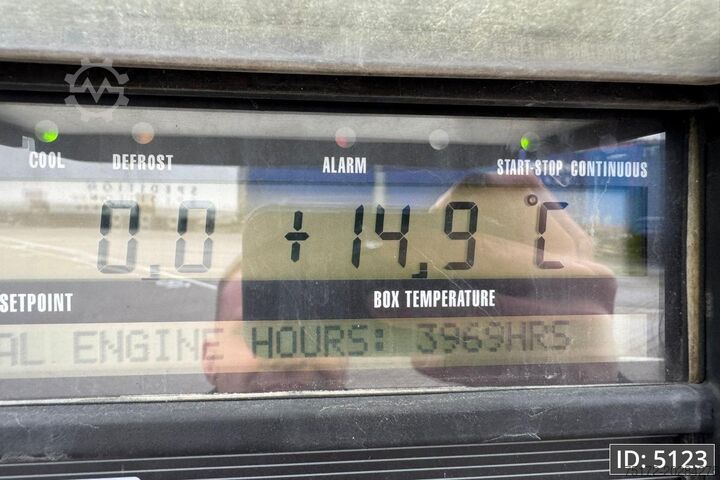 COOL DEFROST ALARM START-STOP CONTINUOUS
0,0 +14,9 °C
SETPOINT BOX TEMPERATURE
AL ENGINE HOURS: 3969HRS
ID: 5123